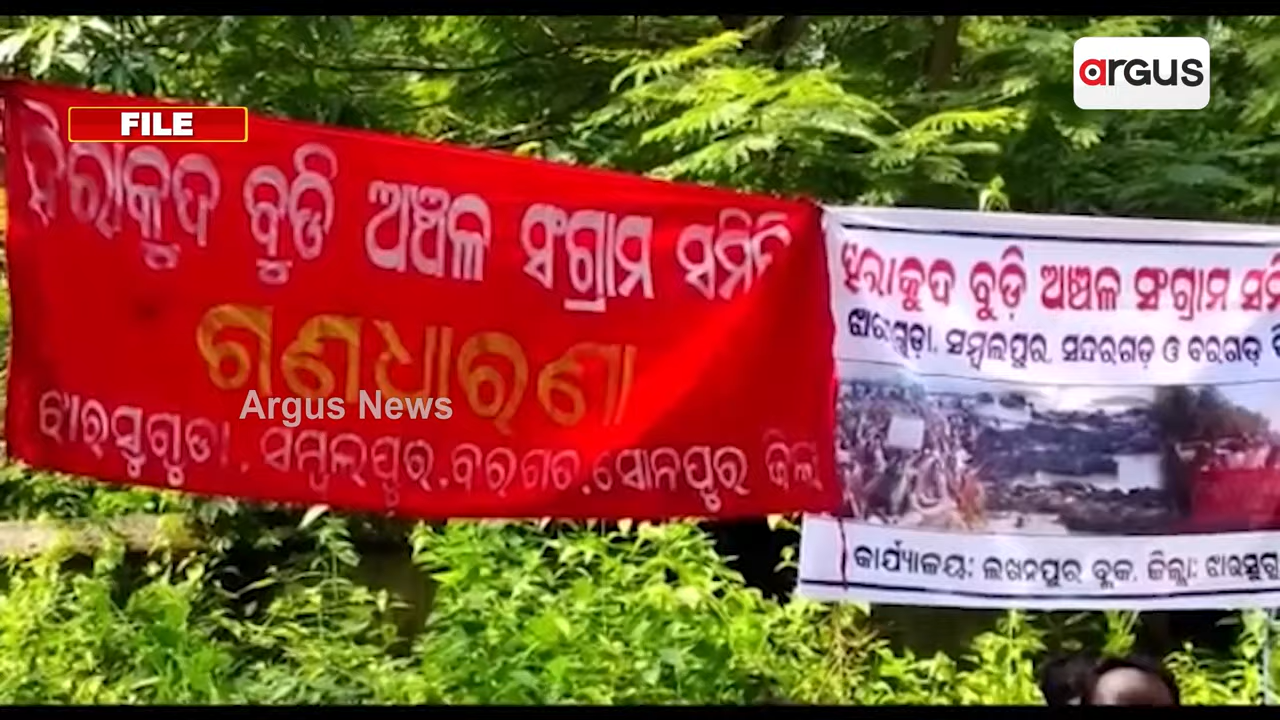 FILE
argus
ହିରାକୁଦ ବୁଡି ଅଞ୍ଚଳ ସଂଗ୍ରାମ ସମିତି
ଗଣଧାରଣା
ଝାରସୁଗୁଡା, ସମ୍ବଲପୁର, ବରଗଡ, ସୋନପୁର ଜିଲା
Argus News
ହିରାକୁଦ ବୁଡ଼ି ଅଞ୍ଚଳ ସଂଗ୍ରାମ
ଝାରସୁଗୁଡ଼ା, ସମ୍ବଲପୁର, ସୁନ୍ଦରଗଡ଼ ଓ ବରଗଡ଼
କାର୍ଯ୍ୟାଳୟ: ଲଖନପୁର ବ୍ଲକ, ଜିଲ୍ଲା: ଝାରସୁଗୁ